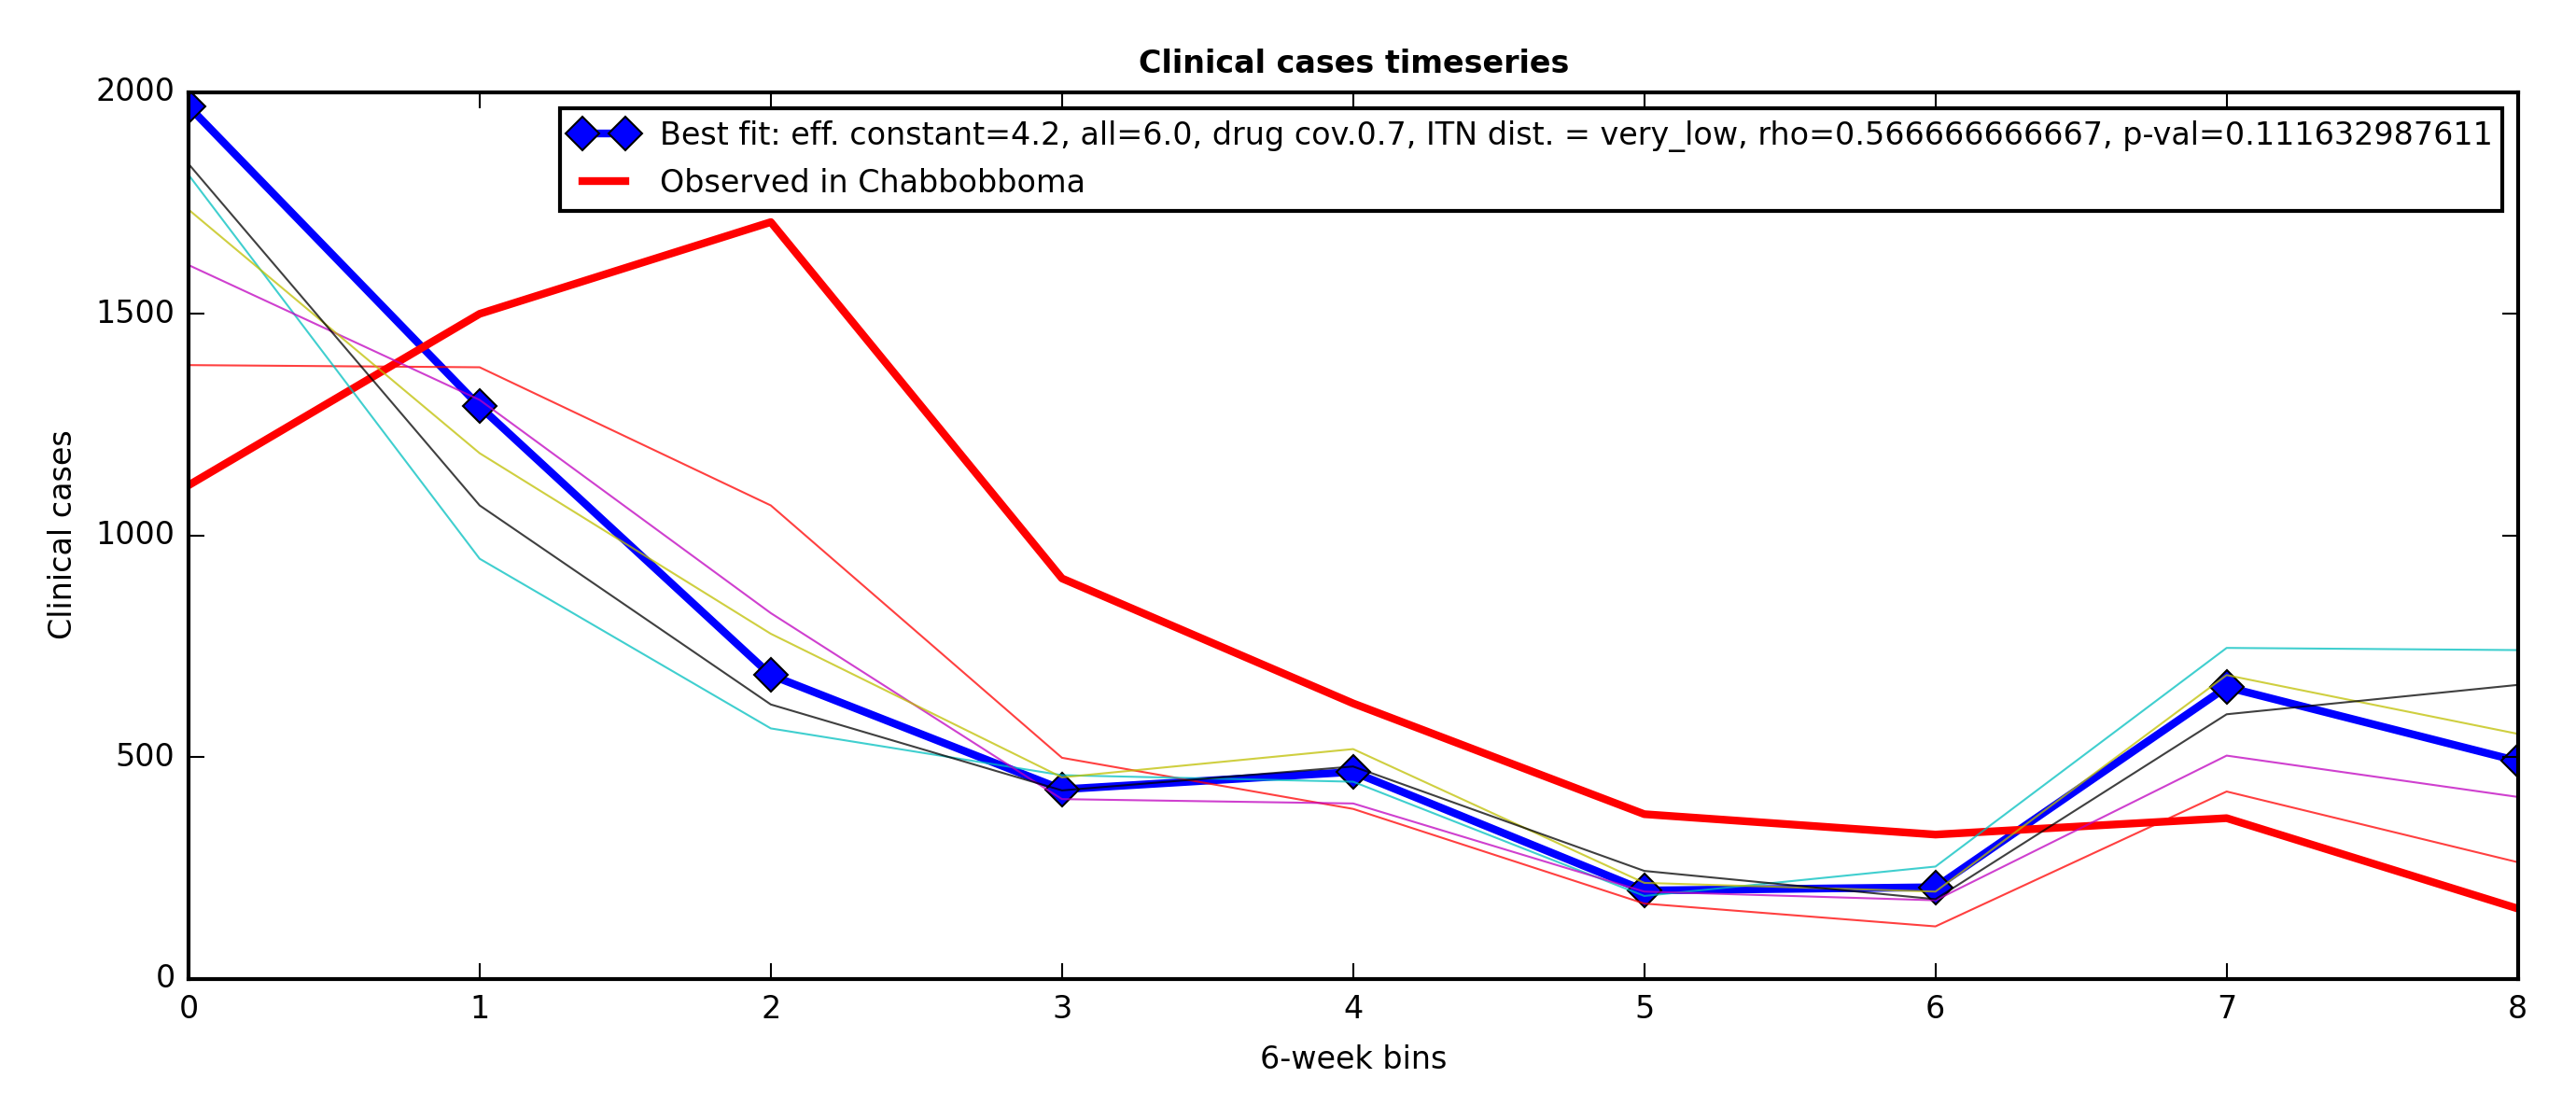 Clinical cases timeseries
2000
1500
1000
500
0
Clinical cases
Best fit: eff. constant=4.2, all=6.0, drug cov.0.7, ITN dist. = very_low, rho=0.566666666667, p-val=0.111632987611
Observed in Chabbobboma
0 1 2 3 4 5 6 7 8
6-week bins